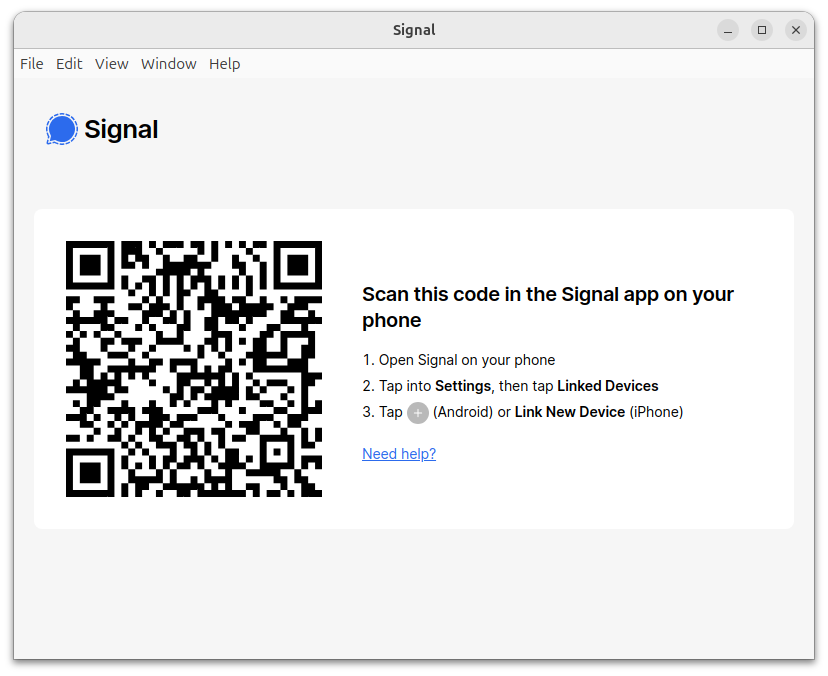 Signal
File Edit View Window Help
Signal
Scan this code in the Signal app on your
phone
1. Open Signal on your phone
2. Tap into Settings, then tap Linked Devices
3. Tap + (Android) or Link New Device (iPhone)
Need help?